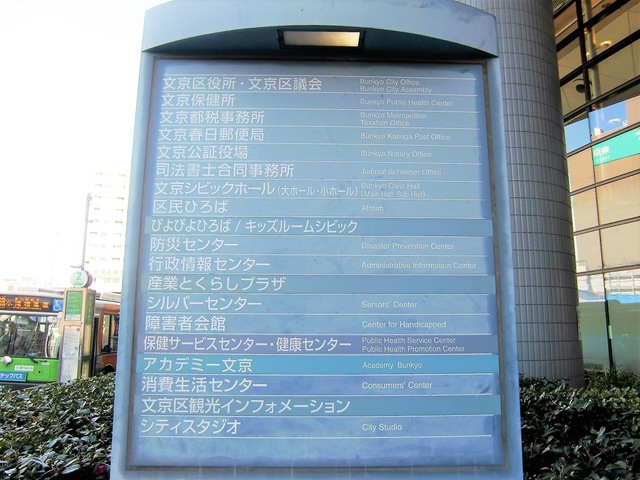 文京区役所・文京区議会 Bunkyo City Office
Bunkyo City Assembly
文京保健所 Bunkyo Public Health Center
文京都税事務所 Bunkyo Metropolitan
Taxation Office
文京春日郵便局 Bunkyo Kasuga Post Office
文京公証役場 Bunkyo Notary Office
司法書士合同事務所 Judicial Scrivener Office
文京シビックホール(大ホール・小ホール) Bunkyo Civic Hall
(Main Hall, Sub Hall)
区民ひろば Atrium
ぴよぴよひろば / キッズルームシビック
防災センター Disaster Prevention Center
行政情報センター Administrative Information Center
産業とくらしプラザ
シルバーセンター Seniors' Center
障害者会館 Center for Handicapped
保健サービスセンター・健康センター Public Health Service Center
Public Health Promotion Center
アカデミー文京 Academy Bunkyo
消費生活センター Consumers' Center
文京区観光インフォメーション
シティスタジオ City Studio
2